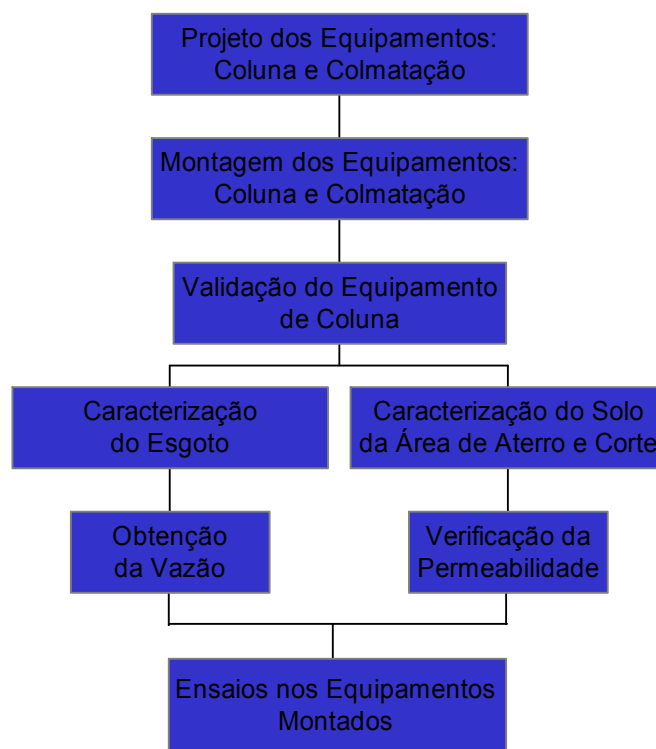 Projeto dos Equipamentos:
Coluna e Colmatação
Montagem dos Equipamentos:
Coluna e Colmatação
Validação do Equipamento
de Coluna
Caracterização
do Esgoto
Caracterização do Solo
da Área de Aterro e Corte
Obtenção
da Vazão
Verificação da
Permeabilidade
Ensaios nos Equipamentos
Montados